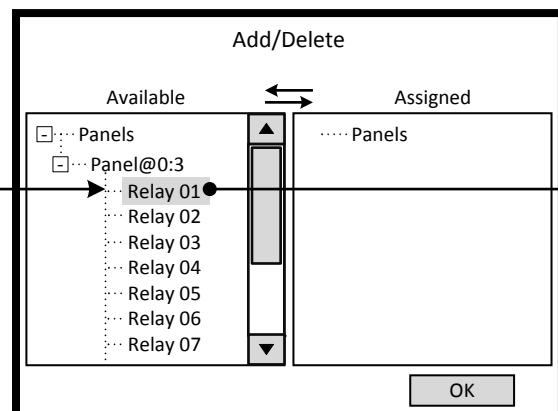 Add/Delete
Available
Assigned
Panels
Panels
Panel@0:3
Relay 01
Relay 02
Relay 03
Relay 04
Relay 05
Relay 06
Relay 07
OK